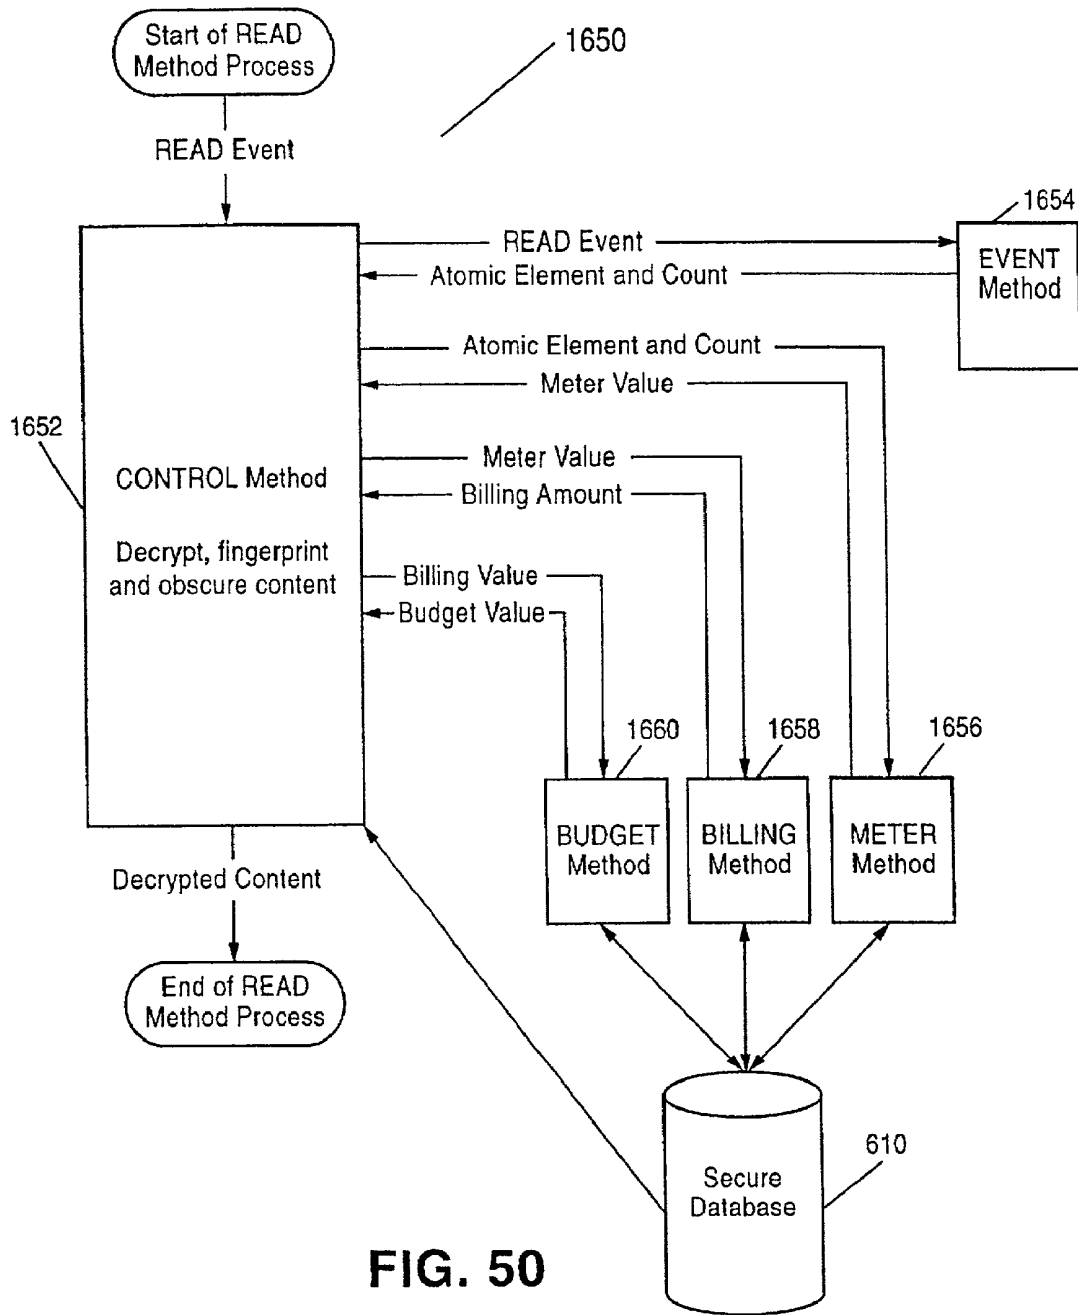 Start of READ
Method Process
1650
READ Event
1654
READ Event
EVENT
Method
Atomic Element and Count
Atomic Element and Count
Meter Value
1652
CONTROL Method
Meter Value
Billing Amount
Decrypt, fingerprint
and obscure content
Billing Value
Budget Value
1660
1658
1656
BUDGET
Method
BILLING
Method
METER
Method
Decrypted Content
End of READ
Method Process
610
Secure
Database
FIG. 50